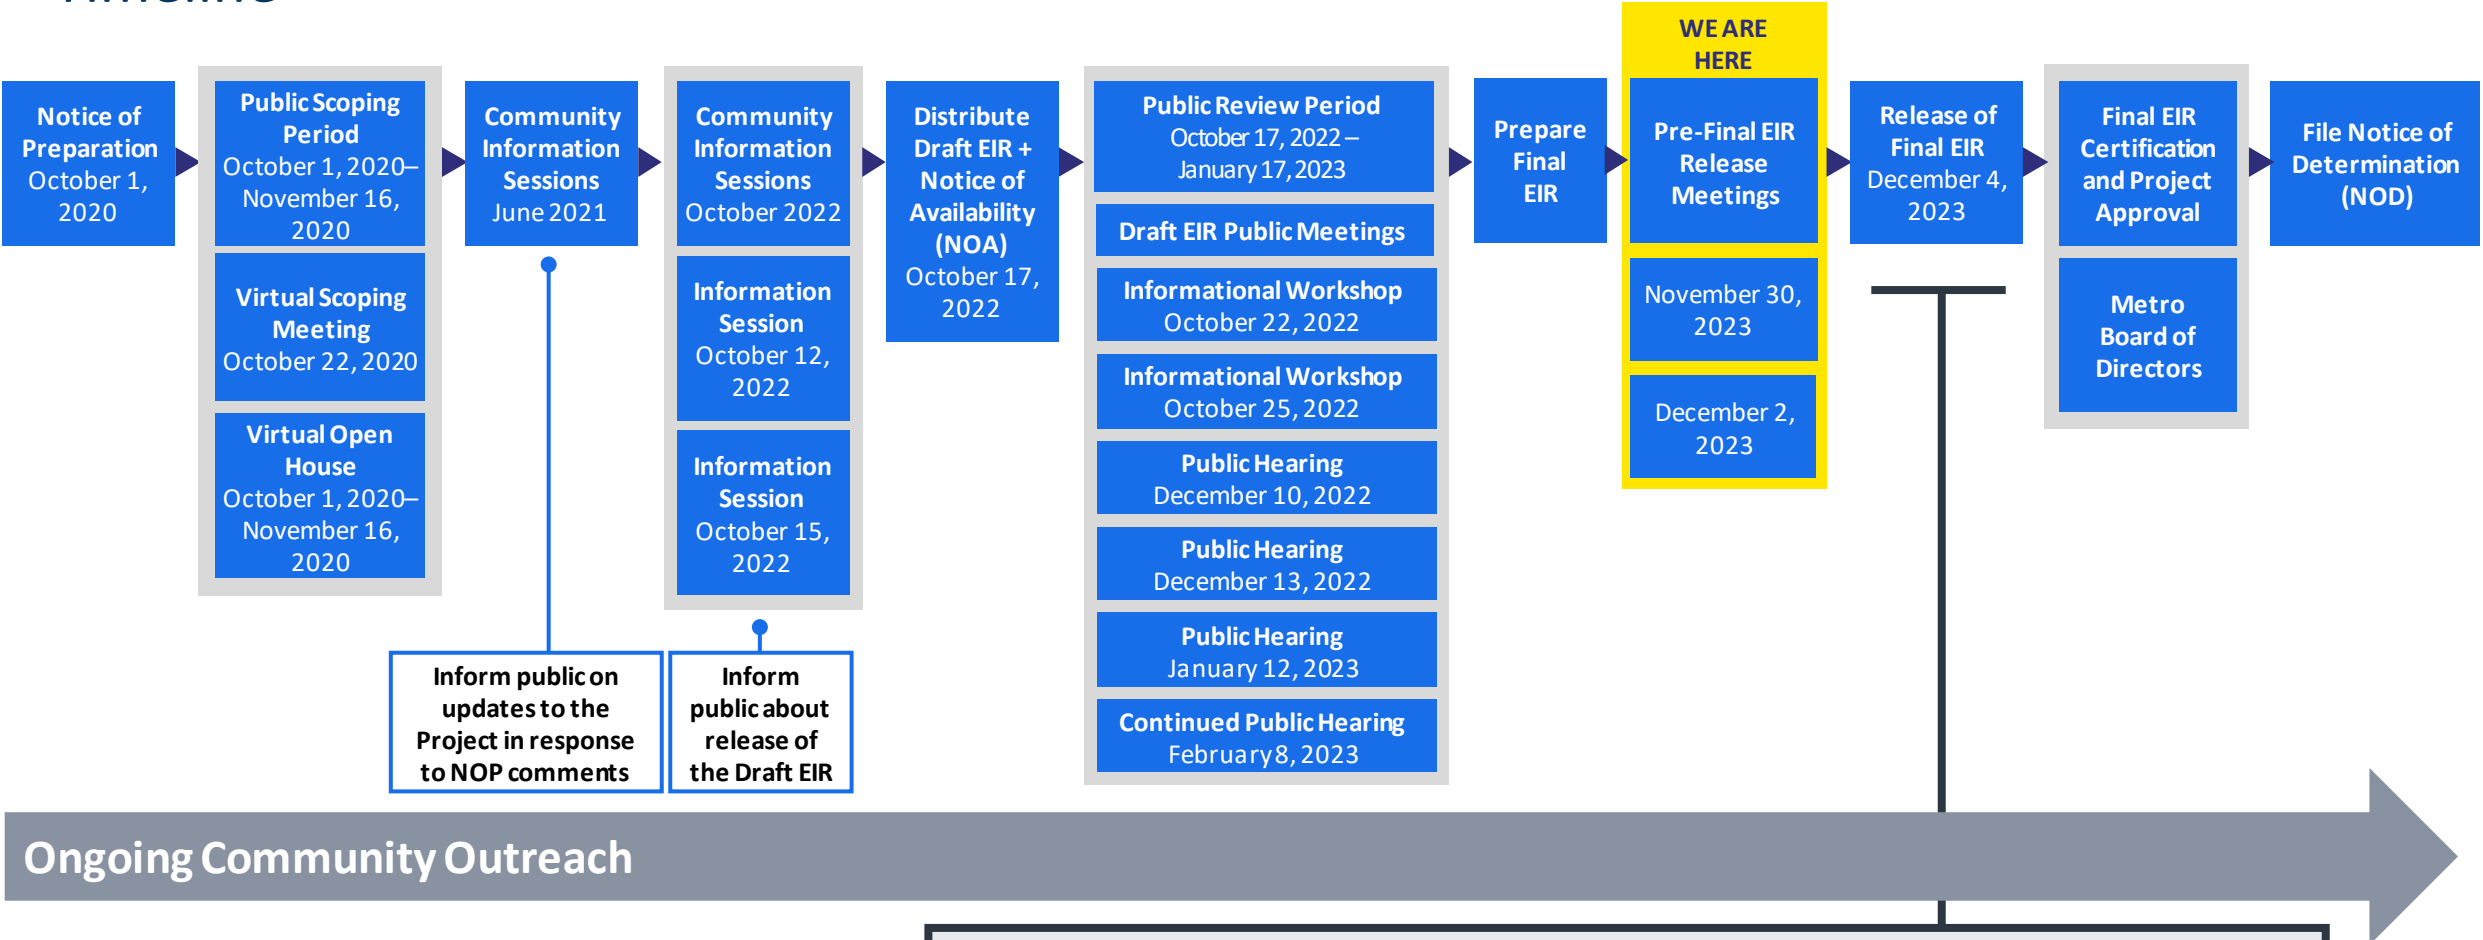 Timeline
WE ARE
HERE
Notice of
Preparation
October 1,
2020
Public Scoping
Period
October 1, 2020–
November 16,
2020
Virtual Scoping
Meeting
October 22, 2020
Virtual Open
House
October 1, 2020–
November 16,
2020
Community
Information
Sessions
June 2021
Inform public on
updates to the
Project in response
to NOP comments
Community
Information
Sessions
October 2022
Information
Session
October 12,
2022
Information
Session
October 15,
2022
Inform
public about
release of
the Draft EIR
Distribute
Draft EIR +
Notice of
Availability
(NOA)
October 17,
2022
Public Review Period
October 17, 2022 –
January 17, 2023
Draft EIR Public Meetings
Informational Workshop
October 22, 2022
Informational Workshop
October 25, 2022
Public Hearing
December 10, 2022
Public Hearing
December 13, 2022
Public Hearing
January 12, 2023
Continued Public Hearing
February 8, 2023
Prepare
Final
EIR
Pre-Final EIR
Release
Meetings
November 30,
2023
December 2,
2023
Release of
Final EIR
December 4,
2023
Final EIR
Certification
and Project
Approval
Metro
Board of
Directors
File Notice of
Determination
(NOD)
Ongoing Community Outreach